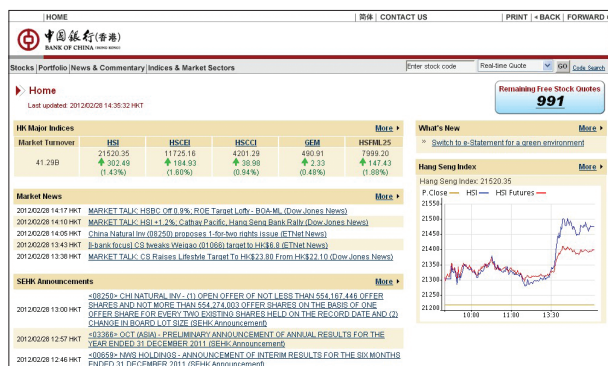 HOME
简体 | CONTACT US
PRINT | ◂ BACK | FORWARD
中国银行(香港)
BANK OF CHINA (HONG KONG)
Stocks | Portfolio | News & Commentary | Indices & Market Sectors
Enter stock code
Real-time Quote
GO
Code Search
Home
Last updated: 2012/02/28 14:35:32 HKT
Remaining Free Stock Quotes
991
HK Major Indices
More
Market Turnover HSI HSCEI HSCCI GEM HSFML25
21520.35 11725.16 4201.29 490.91 7999.20
41.29B 302.49 184.93 38.98 2.33 147.43
(1.43%) (1.60%) (0.94%) (0.48%) (1.88%)
What's New
More
» Switch to e-Statement for a green environment
Market News
More
2012/02/28 14:17 HKT MARKET TALK: HSBC Off 0.9%; ROE Target Lofty - BOA-ML (Dow Jones News)
2012/02/28 14:10 HKT MARKET TALK: HSI +1.2%; Cathay Pacific, Hang Seng Bank Rally (Dow Jones News)
2012/02/28 14:05 HKT China Natural Inv (08250) proposes 1-for-two rights issue (ETNet News)
2012/02/28 13:43 HKT [I-bank focus] CS tweaks Weigao (01066) target to HK$6.8 (ETNet News)
2012/02/28 13:38 HKT MARKET TALK: CS Raises Lifestyle Target To HK$23.80 From HK$22.10 (Dow Jones News)
Hang Seng Index
More
Hang Seng Index: 21520.35
P.Close HSI HSI Futures
21550
21500
21450
21400
21350
21300
21250
21200
10:00 11:00 13:30
SEHK Announcements
More
2012/02/28 13:00 HKT <08250> CHI NATURAL INV - (1) OPEN OFFER OF NOT LESS THAN 554,167,446 OFFER
SHARES AND NOT MORE THAN 554,274,003 OFFER SHARES ON THE BASIS OF ONE
OFFER SHARE FOR EVERY TWO EXISTING SHARES HELD ON THE RECORD DATE AND (2)
CHANGE IN BOARD LOT SIZE (SEHK Announcement)
2012/02/28 12:57 HKT <03366> OCT (ASIA) - PRELIMINARY ANNOUNCEMENT OF ANNUAL RESULTS FOR THE
YEAR ENDED 31 DECEMBER 2011 (SEHK Announcement)
2012/02/28 12:46 HKT <00659> NWS HOLDINGS - ANNOUNCEMENT OF INTERIM RESULTS FOR THE SIX MONTHS
ENDED 31 DECEMBER 2011 (SEHK Announcement)